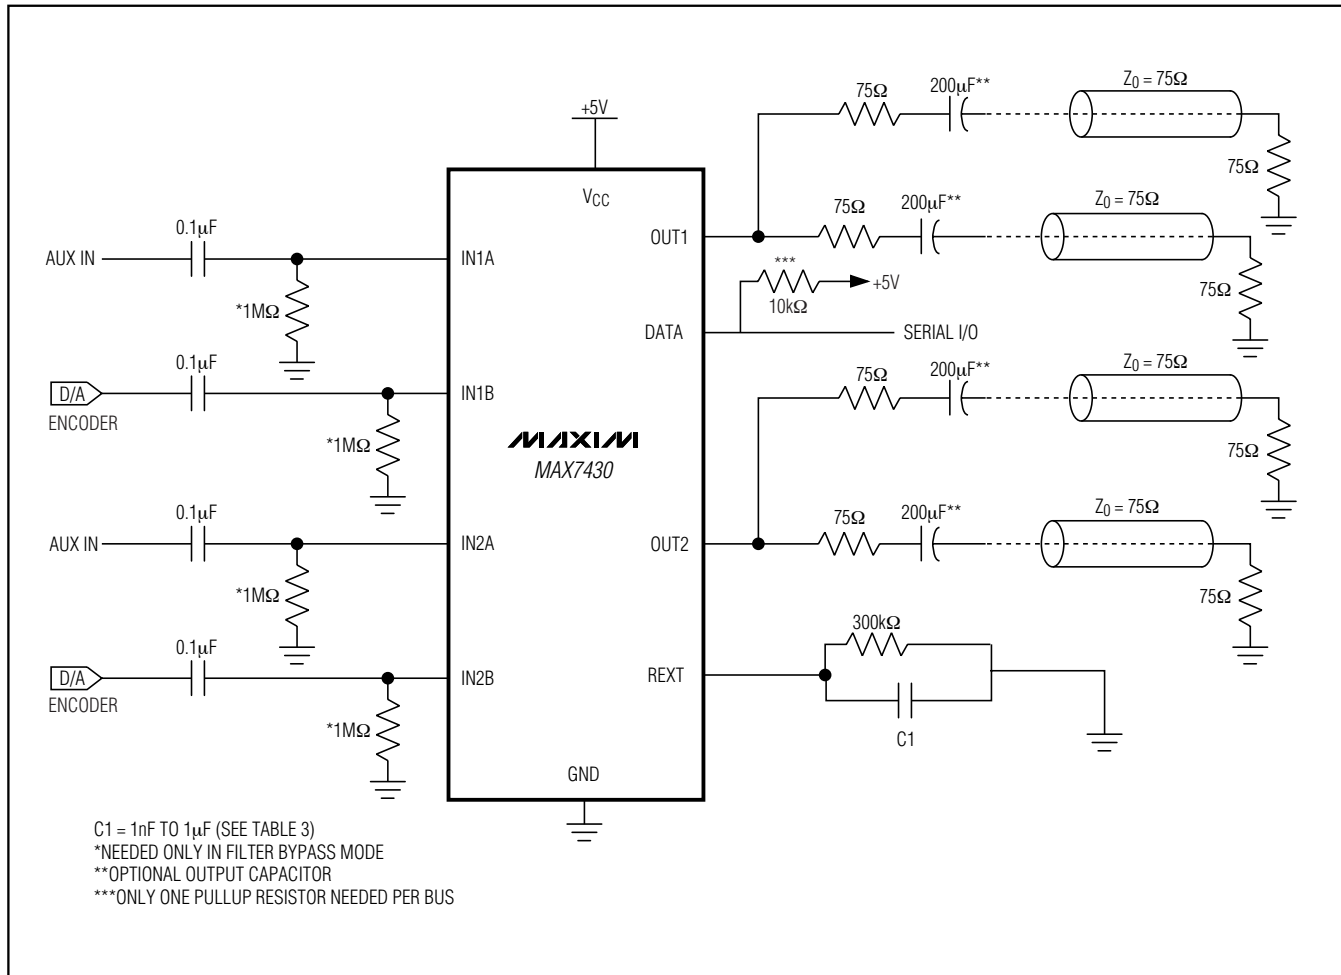 75Ω
200μF**
Z0 = 75Ω
75Ω
+5V
VCC
75Ω
200μF**
Z0 = 75Ω
75Ω
0.1μF
AUX IN
IN1A
*1MΩ
OUT1
***
+5V
10kΩ
DATA
SERIAL I/O
0.1μF
D/A
ENCODER
IN1B
*1MΩ
MAXIM
MAX7430
75Ω
200μF**
Z0 = 75Ω
75Ω
0.1μF
AUX IN
IN2A
*1MΩ
OUT2
75Ω
200μF**
Z0 = 75Ω
75Ω
0.1μF
D/A
ENCODER
IN2B
*1MΩ
REXT
300kΩ
C1
GND
C1 = 1nF TO 1μF (SEE TABLE 3)
*NEEDED ONLY IN FILTER BYPASS MODE
**OPTIONAL OUTPUT CAPACITOR
***ONLY ONE PULLUP RESISTOR NEEDED PER BUS